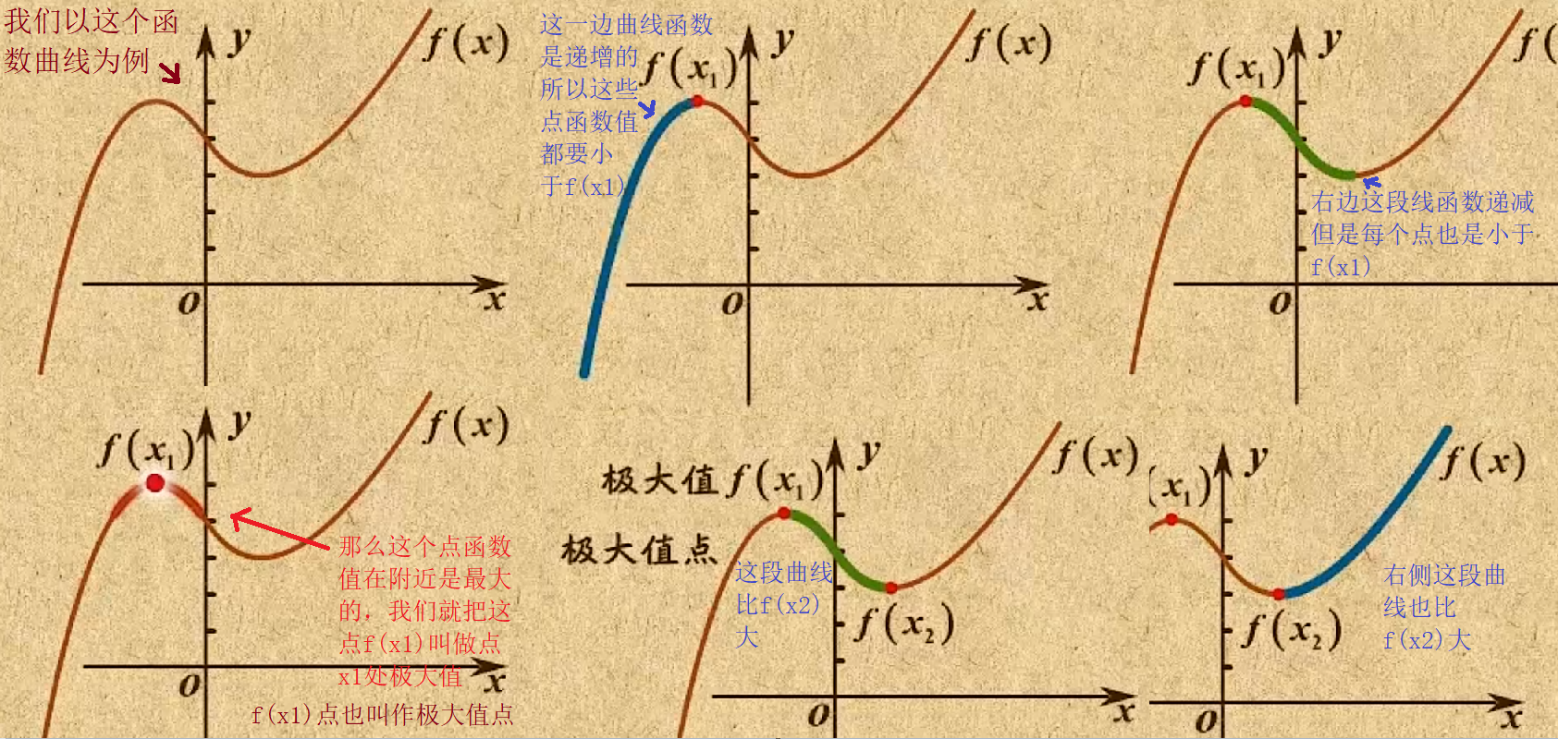 我们以这个函
数曲线为例
y
f(x)
o
x
这一边曲线函数
是递增的
所以这些
点函数值
都要小
于f(x1)
f(x₁)
y
f(x)
o
x
f(x₁)
y
f(
右边这段线函数递减
但是每个点也是小于
f(x1)
o
f(x₁)
y
f(x)
那么这个点函数
值在附近是最大
的，我们就把这
点f(x1)叫做点
x1处极大值
o
x
f(x1)点也叫作极大值点
极大值 f(x₁)
y
f(x)
极大值点
这段曲线
比f(x2)
大
f(x₂)
o
x
(x₁)
y
f(x)
右侧这段曲
线也比
f(x2)大
f(x₂)
o
x